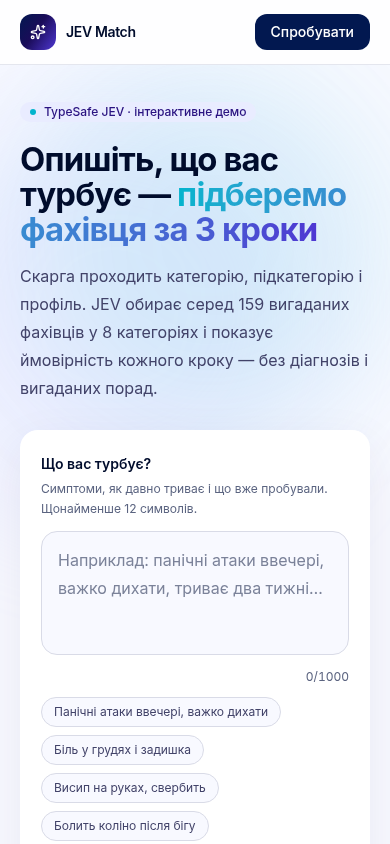 JEV Match
Спробувати
TypeSafe JEV · інтерактивне демо
Опишіть, що вас
турбує — підберемо
фахівця за 3 кроки
Скарга проходить категорію, підкатегорію і
профіль. JEV обирає серед 159 вигаданих
фахівців у 8 категоріях і показує
ймовірність кожного кроку — без діагнозів і
вигаданих порад.
Що вас турбує?
Симптоми, як давно триває і що вже пробували.
Щонайменше 12 символів.
Наприклад: панічні атаки ввечері,
важко дихати, триває два тижні...
0/1000
Панічні атаки ввечері, важко дихати
Біль у грудях і задишка
Висип на руках, свербить
Болить коліно після бігу